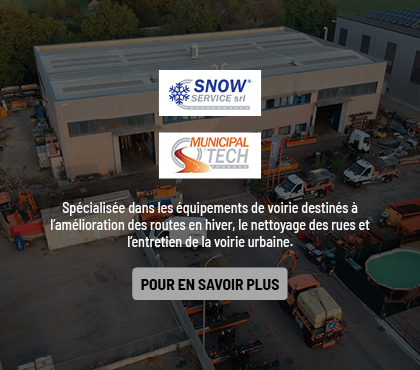 SNOW®
SERVICE srl
MUNICIPAL
TECH
Spécialisée dans les équipements de voirie destinés à
l’amélioration des routes en hiver, le nettoyage des rues et
l’entretien de la voirie urbaine.
POUR EN SAVOIR PLUS